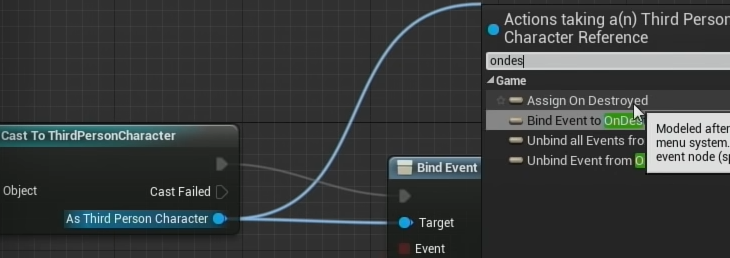 Actions taking a(n) Third Person
Character Reference
ondes
Game
Assign On Destroyed
Bind Event to OnDes
Unbind all Events fro
Unbind Event from O
Modeled after
menu system.
event node (sp
Cast To ThirdPersonCharacter
Object
Cast Failed
As Third Person Character
Bind Event
Target
Event